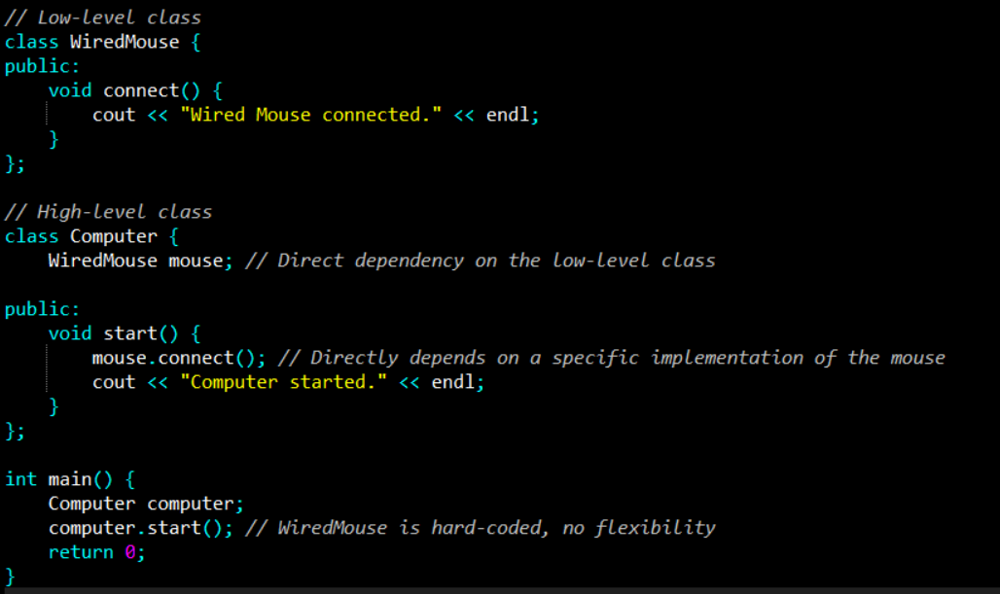 // Low-level class
class WiredMouse {
public:
    void connect() {
        cout << "Wired Mouse connected." << endl;
    }
};

// High-level class
class Computer {
    WiredMouse mouse; // Direct dependency on the low-level class

public:
    void start() {
        mouse.connect(); // Directly depends on a specific implementation of the mouse
        cout << "Computer started." << endl;
    }
};

int main() {
    Computer computer;
    computer.start(); // WiredMouse is hard-coded, no flexibility
    return 0;
}